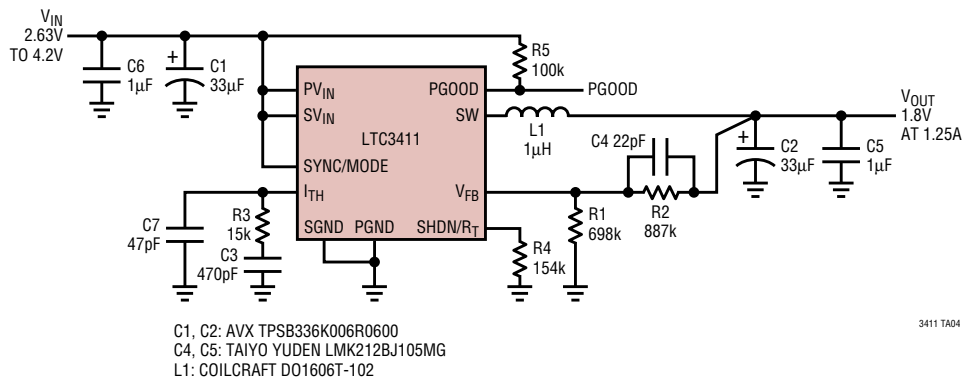 VIN
2.63V
TO 4.2V
C6
1µF
+
C1
33µF
R5
100k
PVIN
SVIN
LTC3411
SYNC/MODE
ITH
SGND
PGND
SHDN/RT
PGOOD
SW
VFB
PGOOD
L1
1µH
C4 22pF
R2
887k
R1
698k
R4
154k
+
C2
33µF
C5
1µF
VOUT
1.8V
AT 1.25A
C7
47pF
R3
15k
C3
470pF
C1, C2: AVX TPSB336K006R0600
C4, C5: TAIYO YUDEN LMK212BJ105MG
L1: COILCRAFT DO1606T-102
3411 TA04